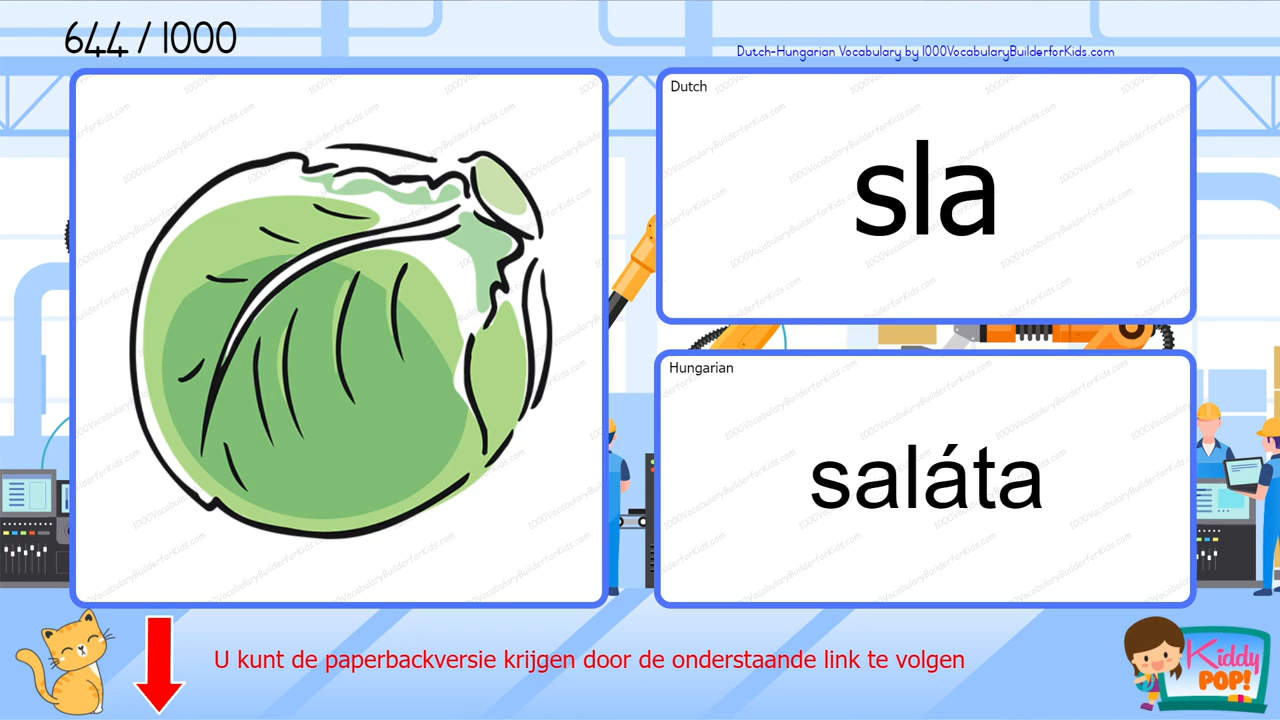 644 / 1000
Dutch-Hungarian Vocabulary by 1000VocabularyBuilderforKids.com
Dutch
sla
Hungarian
saláta
U kunt de paperbackversie krijgen door de onderstaande link te volgen
Kiddy
POP!